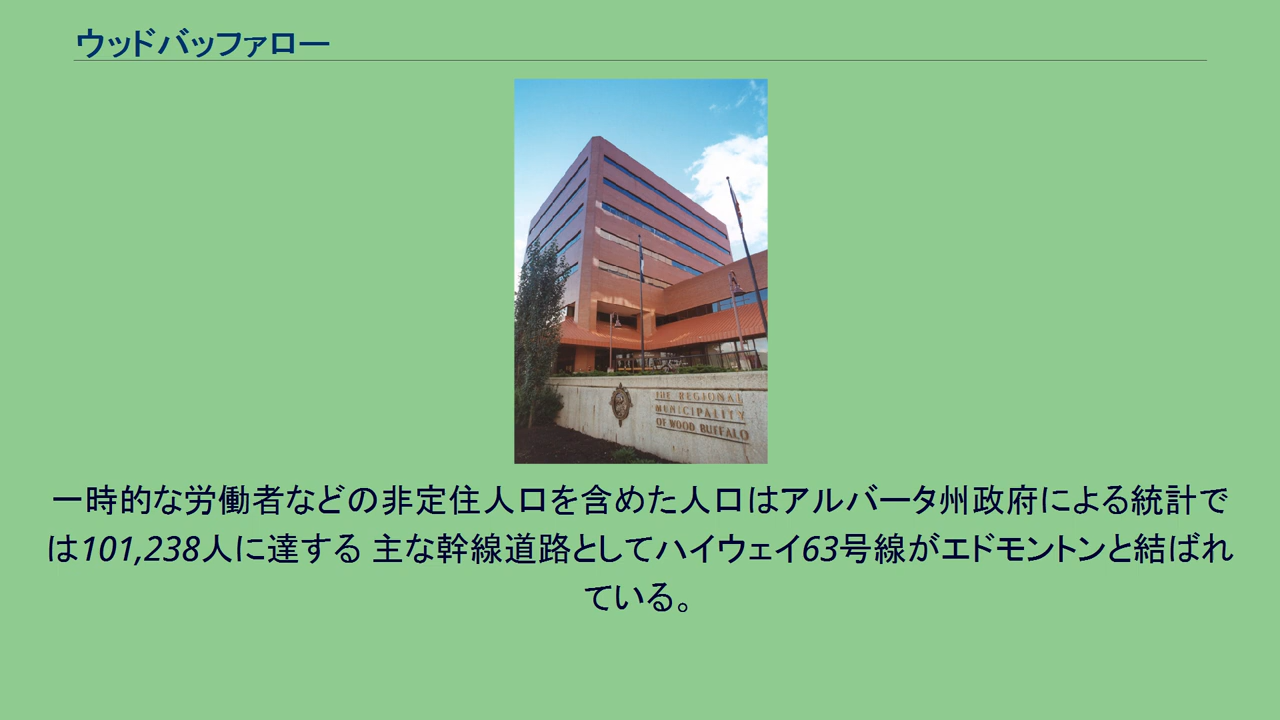 ウッドバッファロー
THE REGIONAL
MUNICIPALITY
OF WOOD BUFFALO
一時的な労働者などの非定住人口を含めた人口はアルバータ州政府による統計で
は101,238人に達する 主な幹線道路としてハイウェイ63号線がエドモントンと結ばれ
ている。